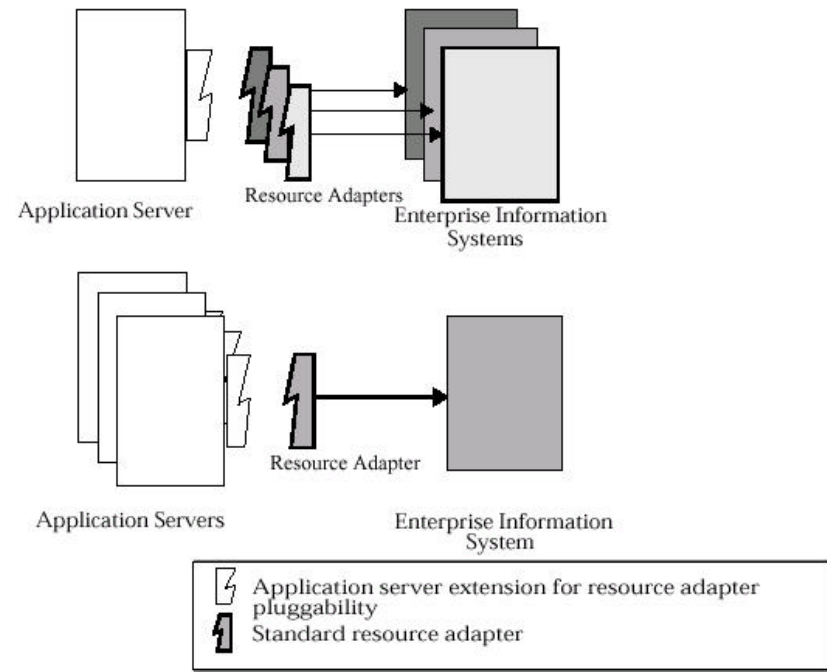 Application Server
Resource Adapters
Enterprise Information
Systems
Application Servers
Resource Adapter
Enterprise Information
System
Application server extension for resource adapter
pluggability
Standard resource adapter